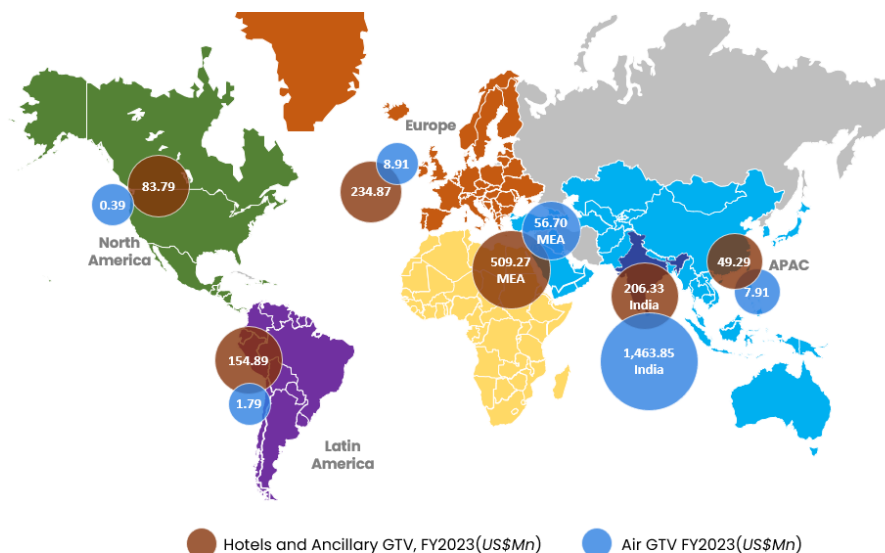 Europe
8.91
234.87
83.79
0.39
North
America
56.70
MEA
509.27
MEA
49.29
APAC
7.91
206.33
India
1,463.85
India
154.89
1.79
Latin
America
Hotels and Ancillary GTV, FY2023(US$Mn)
Air GTV FY2023(US$Mn)